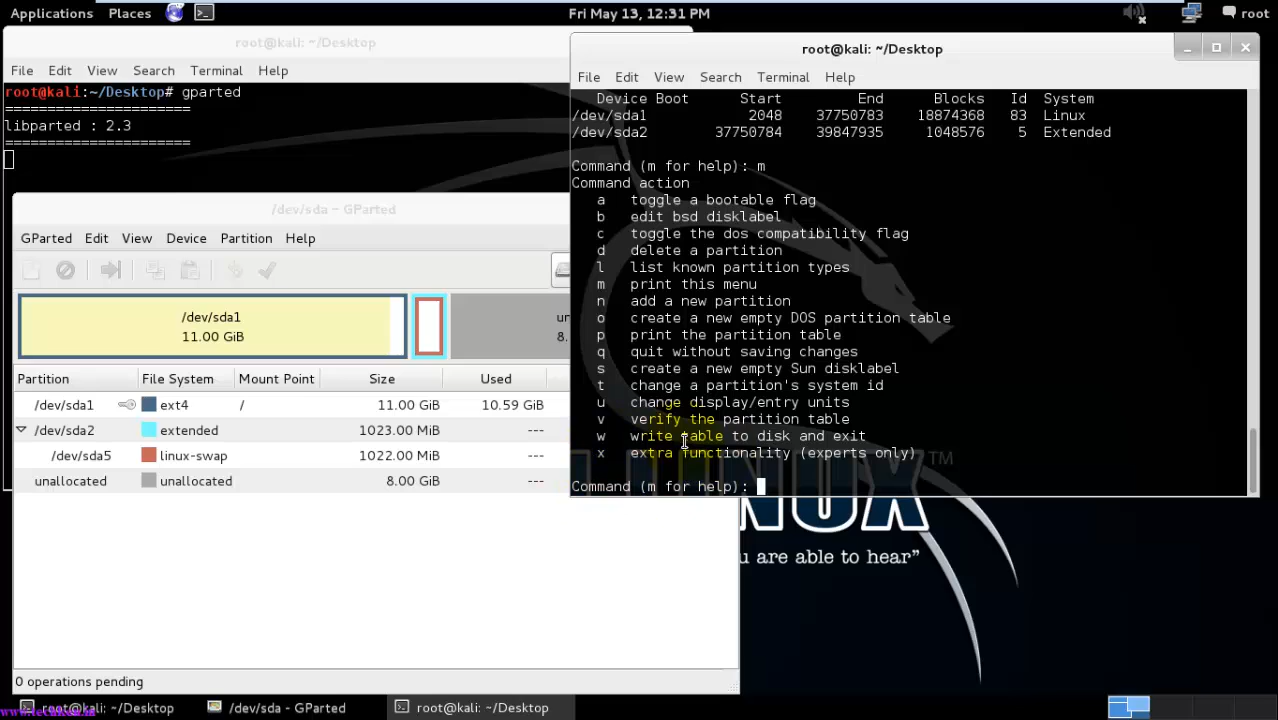 Applications Places Fri May 13, 12:31 PM root
root@kali: ~/Desktop
File Edit View Search Terminal Help
root@kali:~/Desktop# gparted
======================
libparted : 2.3
======================
/dev/sda - GParted
GParted Edit View Device Partition Help
/dev/sda1
11.00 GiB
un
8.
Partition File System Mount Point Size Used
/dev/sda1 ext4 / 11.00 GiB 10.59 GiB
/dev/sda2 extended 1023.00 MiB ---
/dev/sda5 linux-swap 1022.00 MiB ---
unallocated unallocated 8.00 GiB ---
0 operations pending
root@kali: ~/Desktop
File Edit View Search Terminal Help
Device Boot Start End Blocks Id System
/dev/sda1 2048 37750783 18874368 83 Linux
/dev/sda2 37750784 39847935 1048576 5 Extended
Command (m for help): m
Command action
a toggle a bootable flag
b edit bsd disklabel
c toggle the dos compatibility flag
d delete a partition
l list known partition types
m print this menu
n add a new partition
o create a new empty DOS partition table
p print the partition table
q quit without saving changes
s create a new empty Sun disklabel
t change a partition's system id
u change display/entry units
v verify the partition table
w write table to disk and exit
x extra functionality (experts only)
Command (m for help):
NUX™
u are able to hear”
root@kali: ~/Desktop /dev/sda - GParted root@kali: ~/Desktop